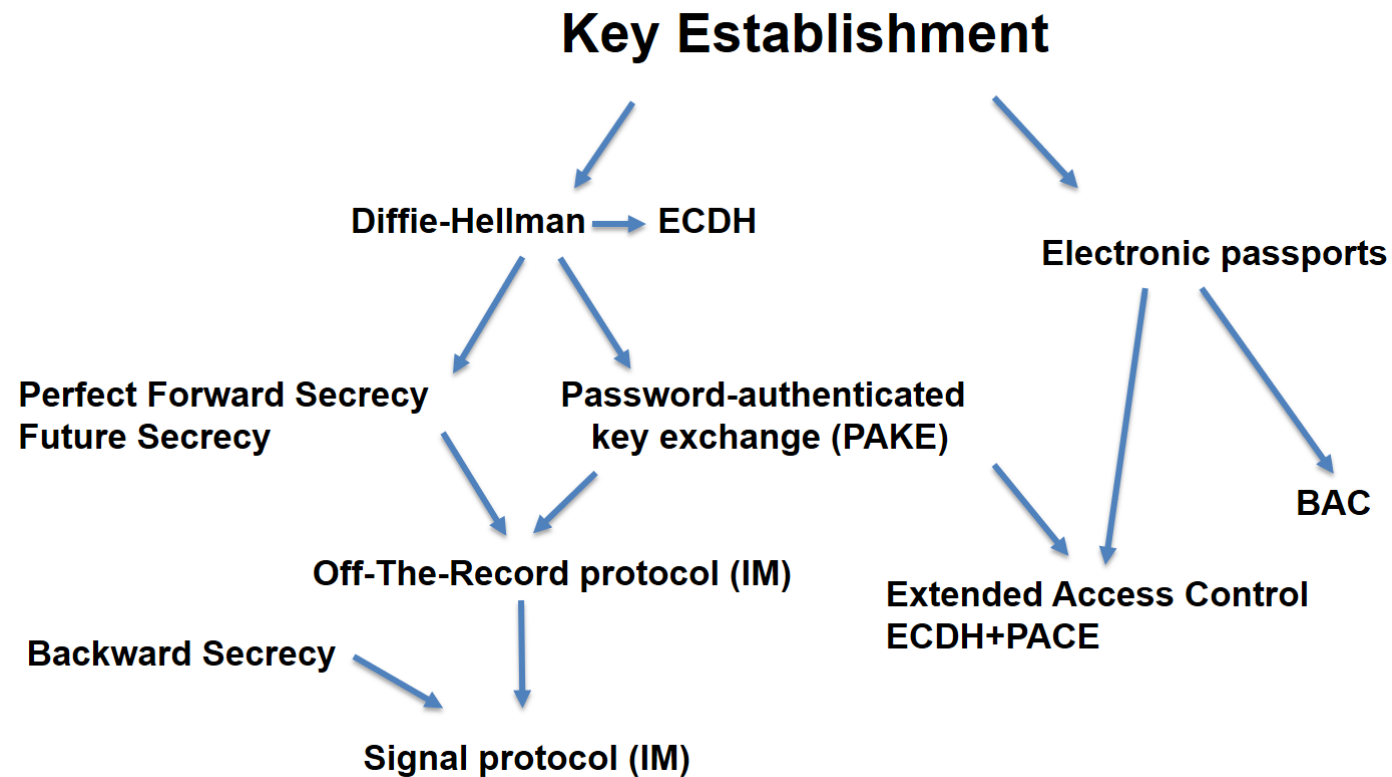 Key Establishment
Diffie-Hellman
ECDH
Electronic passports
Perfect Forward Secrecy
Future Secrecy
Password-authenticated
key exchange (PAKE)
BAC
Off-The-Record protocol (IM)
Extended Access Control
ECDH+PACE
Backward Secrecy
Signal protocol (IM)